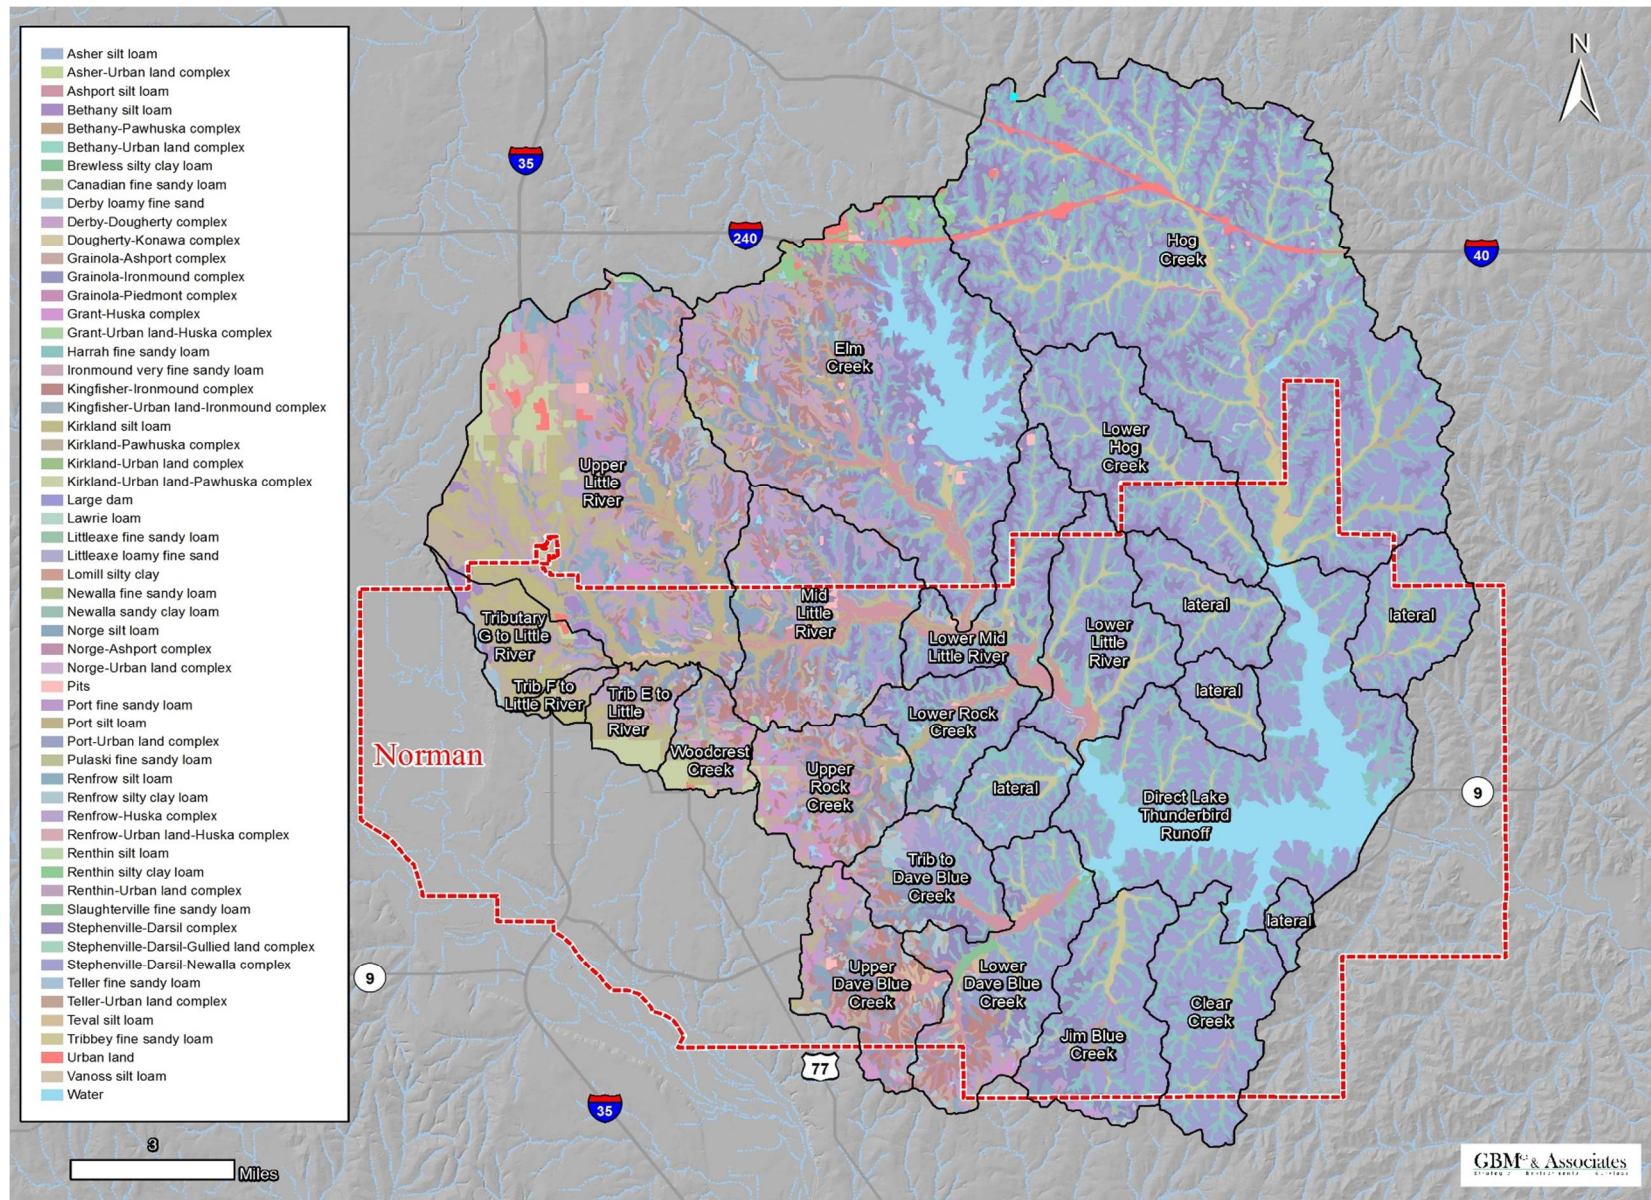 Asher silt loam
Asher-Urban land complex
Ashport silt loam
Bethany silt loam
Bethany-Pawhuska complex
Bethany-Urban land complex
Brewless silty clay loam
Canadian fine sandy loam
Derby loamy fine sand
Derby-Dougherty complex
Dougherty-Konawa complex
Grainola-Ashport complex
Grainola-Ironmound complex
Grainola-Piedmont complex
Grant-Huska complex
Grant-Urban land-Huska complex
Harrah fine sandy loam
Ironmound very fine sandy loam
Kingfisher-Ironmound complex
Kingfisher-Urban land-Ironmound complex
Kirkland silt loam
Kirkland-Pawhuska complex
Kirkland-Urban land complex
Kirkland-Urban land-Pawhuska complex
Large dam
Lawrie loam
Littleaxe fine sandy loam
Littleaxe loamy fine sand
Lomill silty clay
Newalla fine sandy loam
Newalla sandy clay loam
Norge silt loam
Norge-Ashport complex
Norge-Urban land complex
Pits
Port fine sandy loam
Port silt loam
Port-Urban land complex
Pulaski fine sandy loam
Renfrow silt loam
Renfrow silty clay loam
Renfrow-Huska complex
Renfrow-Urban land-Huska complex
Renthin silt loam
Renthin silty clay loam
Renthin-Urban land complex
Slaughterville fine sandy loam
Stephenville-Darsil complex
Stephenville-Darsil-Gullied land complex
Stephenville-Darsil-Newalla complex
Teller fine sandy loam
Teller-Urban land complex
Teval silt loam
Tribbey fine sandy loam
Urban land
Vanoss silt loam
Water
3
Miles
N
35
240
40
Hog
Creek
Elm
Creek
Lower
Hog
Creek
Upper
Little
River
Mid
Little
River
Tributary
G to Little
River
Lower Mid
Little River
Lower
Little
River
lateral
lateral
lateral
Trib F to
Little River
Trib E to
Little
River
Lower Rock
Creek
Norman
Woodcrest
Creek
Upper
Rock
Creek
lateral
Direct Lake
Thunderbird
Runoff
9
Trib to
Dave Blue
Creek
lateral
9
Upper
Dave Blue
Creek
Lower
Dave Blue
Creek
Clear
Creek
Jim Blue
Creek
77
35
GBMc & Associates